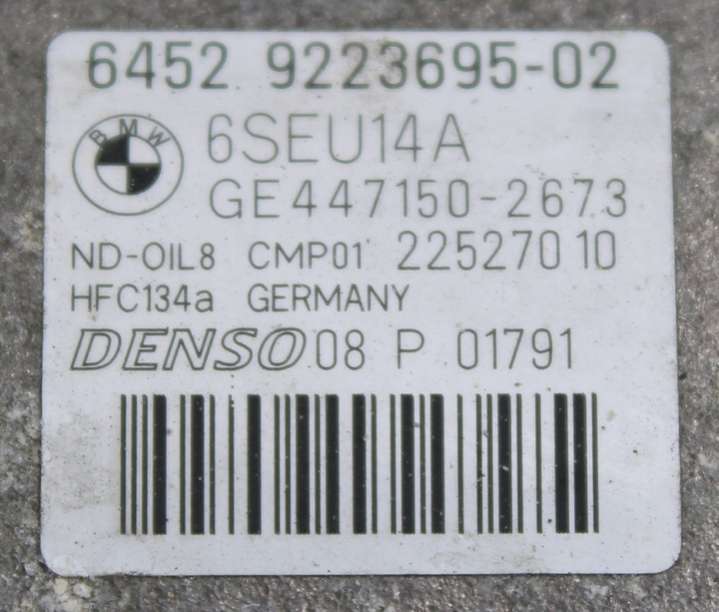 6452 9223695-02
BMW
6SEU14A
GE447150-2673
ND-OIL8 CMP01 22527010
HFC134a GERMANY
DENSO 08 P 01791